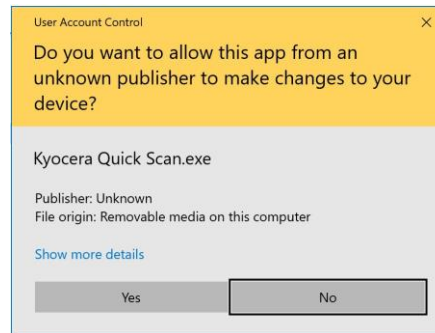 User Account Control
Do you want to allow this app from an
unknown publisher to make changes to your
device?
Kyocera Quick Scan.exe
Publisher: Unknown
File origin: Removable media on this computer
Show more details
Yes
No